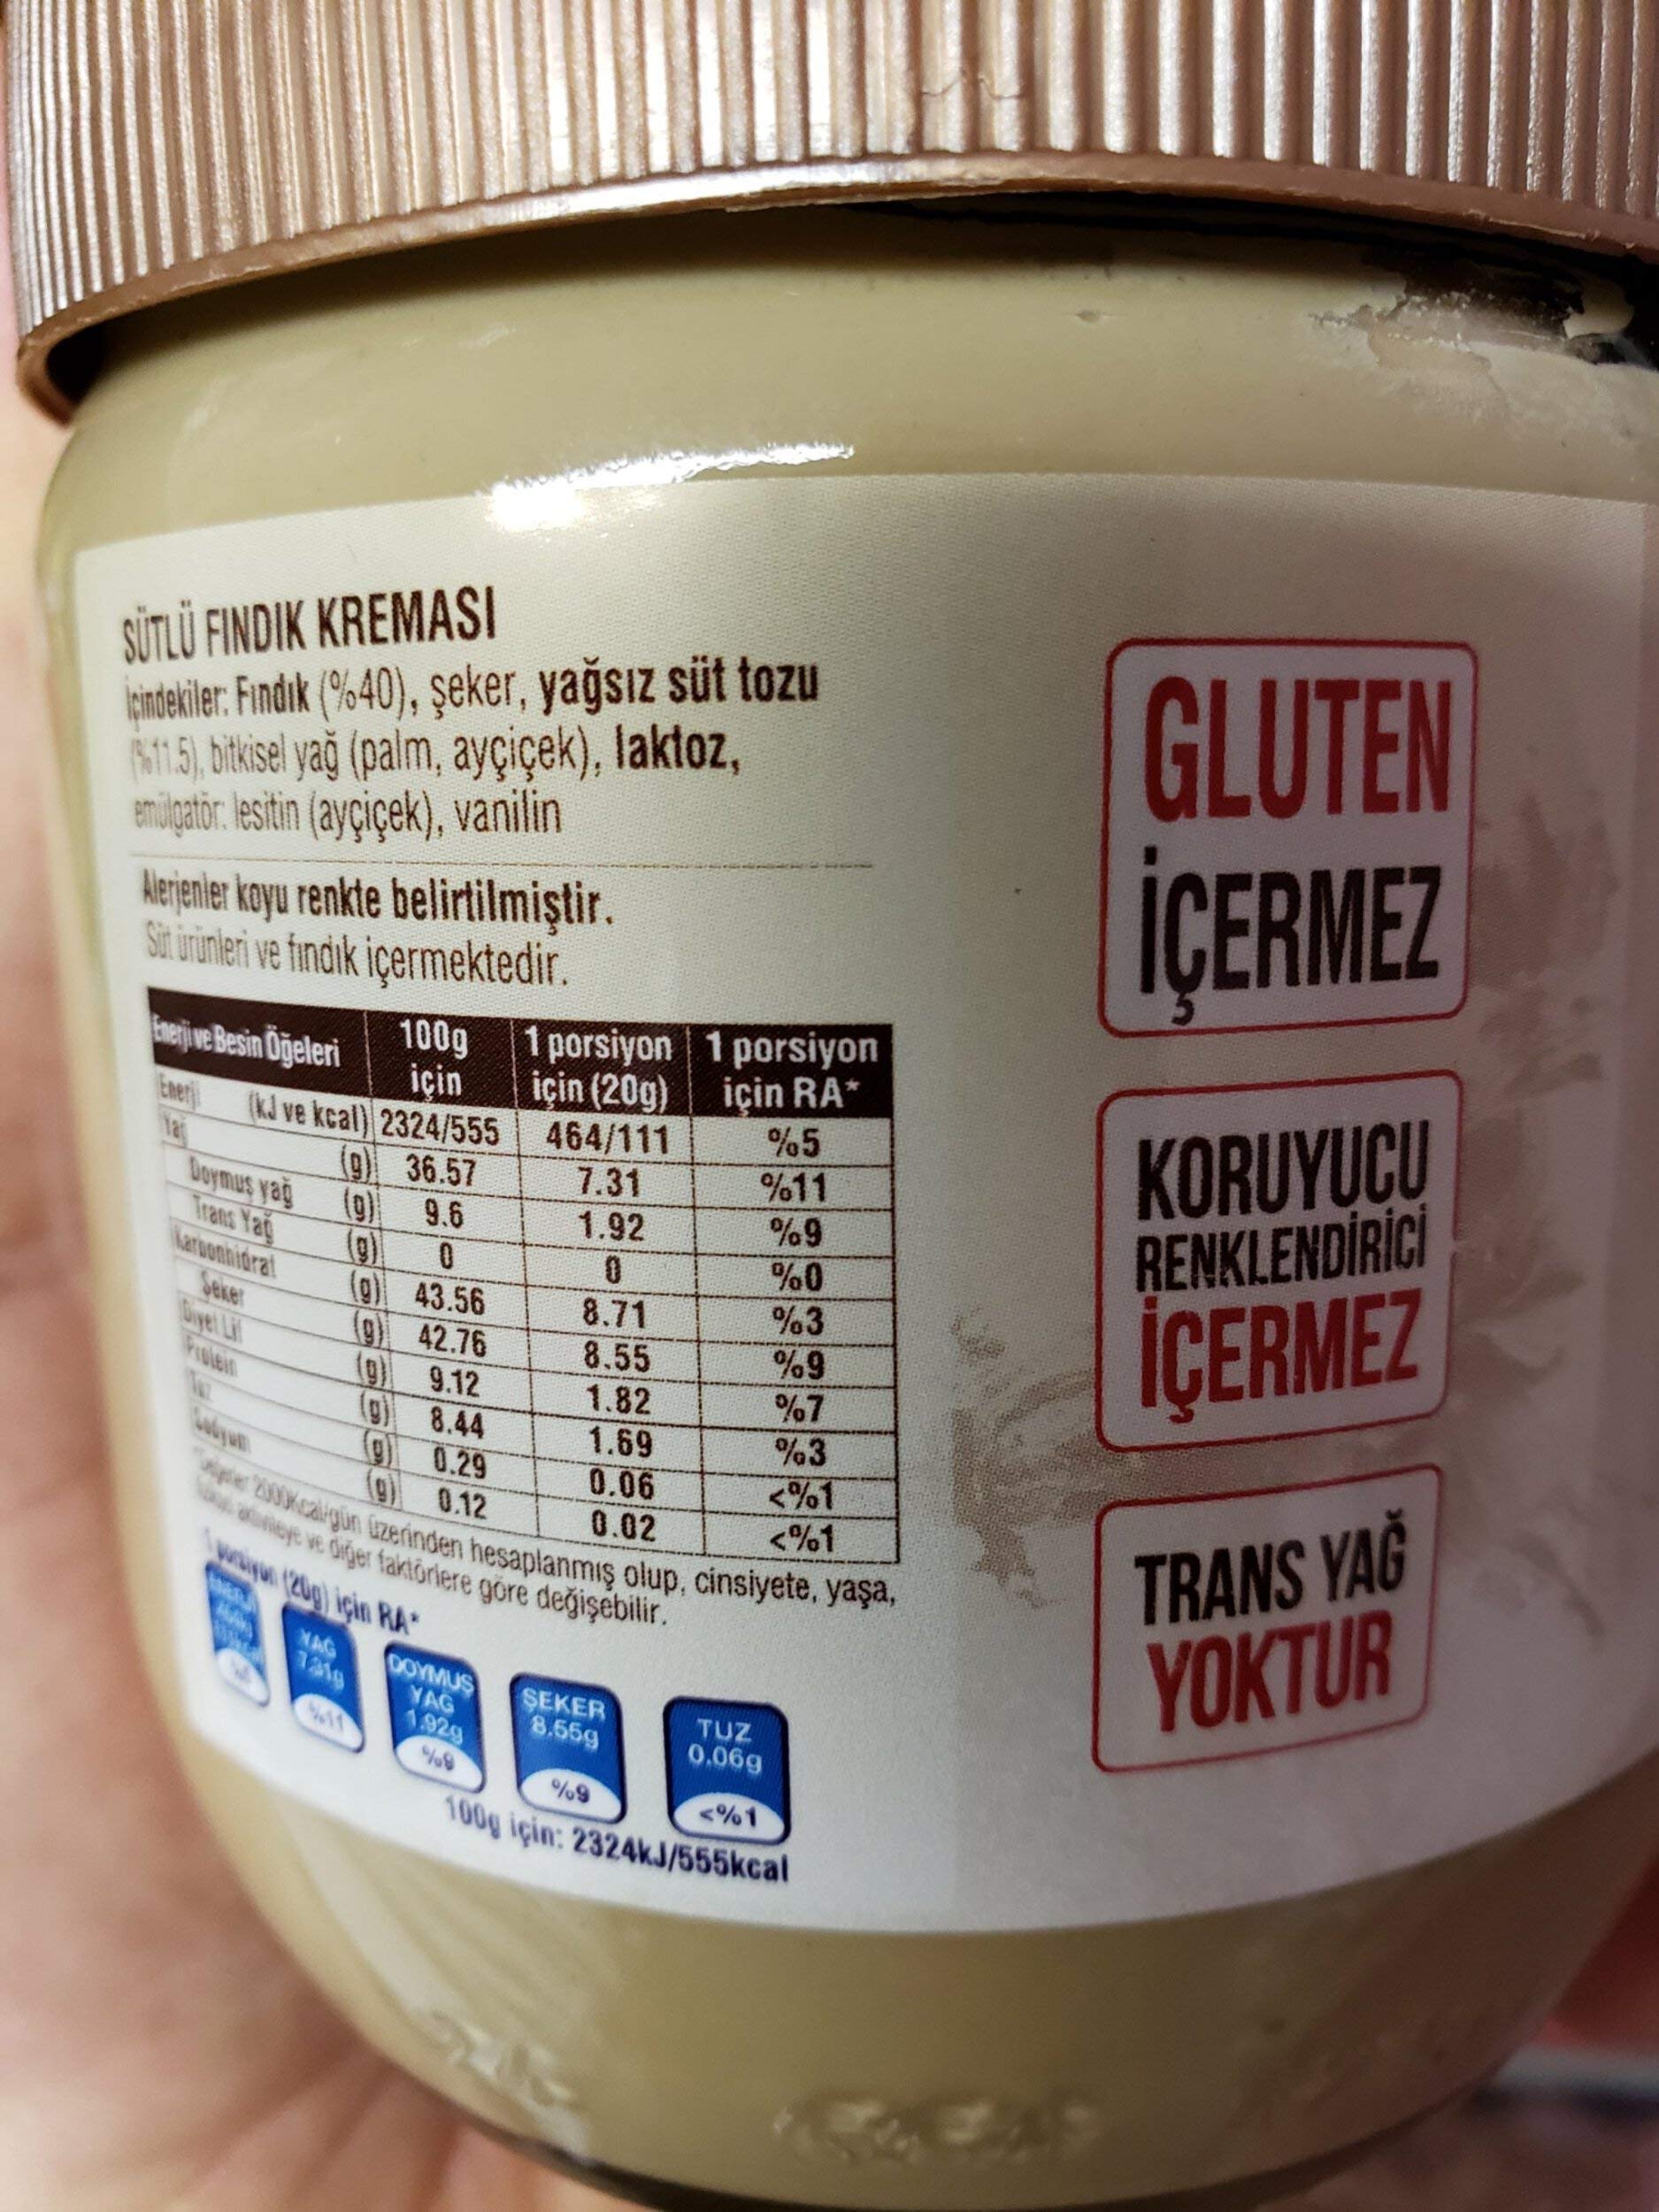 SÜTLÜ FINDIK KREMASI
İçindekiler: Fındık (%40), şeker, yağsız süt tozu
(%11.5), bitkisel yağ (palm, ayçiçek), laktoz,
emülgatör: lesitin (ayçiçek), vanilin
Alerjenler koyu renkte belirtilmiştir.
Süt ürünleri ve fındık içermektedir.
Enerji ve Besin Öğeleri 100g için 1 porsiyon için (20g) 1 porsiyon için RA*
Enerji (kJ ve kcal) 2324/555 464/111 %5
Yağ (g) 36.57 7.31 %11
Doymuş yağ (g) 9.6 1.92 %9
Trans Yağ (g) 0 0 %0
Karbonhidrat (g) 43.56 8.71 %3
Şeker (g) 42.76 8.55 %9
Diyet Lif (g) 9.12 1.82 %7
Protein (g) 8.44 1.69 %3
Tuz (g) 0.29 0.06 <%1
Sodyum (g) 0.12 0.02 <%1
2000Kcal/gün üzerinden hesaplanmış olup, cinsiyete, yaşa,
aktiviteye ve diğer faktörlere göre değişebilir.
1 porsiyon (20g) için RA*
YAĞ
7.31g
%11
DOYMUŞ
YAĞ
1.92g
%9
ŞEKER
8.55g
%9
TUZ
0.06g
<%1
100g için: 2324kJ/555kcal
GLUTEN
İÇERMEZ
KORUYUCU
RENKLENDİRİCİ
İÇERMEZ
TRANS YAĞ
YOKTUR